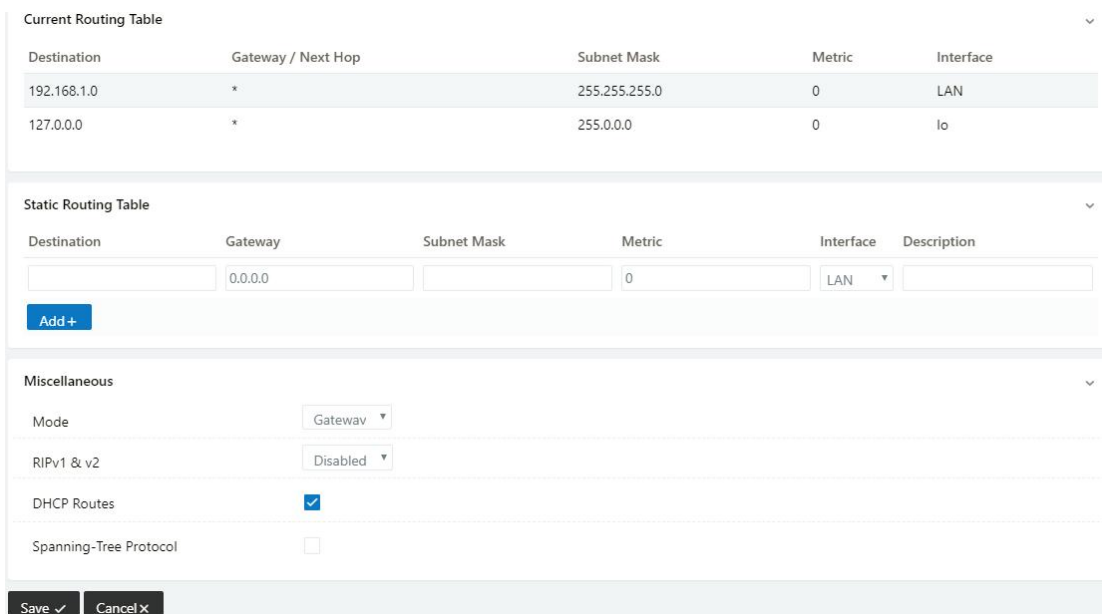 Current Routing Table
Destination Gateway / Next Hop Subnet Mask Metric Interface
192.168.1.0 * 255.255.255.0 0 LAN
127.0.0.0 * 255.0.0.0 0 lo
Static Routing Table
Destination Gateway Subnet Mask Metric Interface Description
0.0.0.0 0 LAN
Add+
Miscellaneous
Mode Gateway
RIPv1 & v2 Disabled
DHCP Routes
Spanning-Tree Protocol
Save Cancel